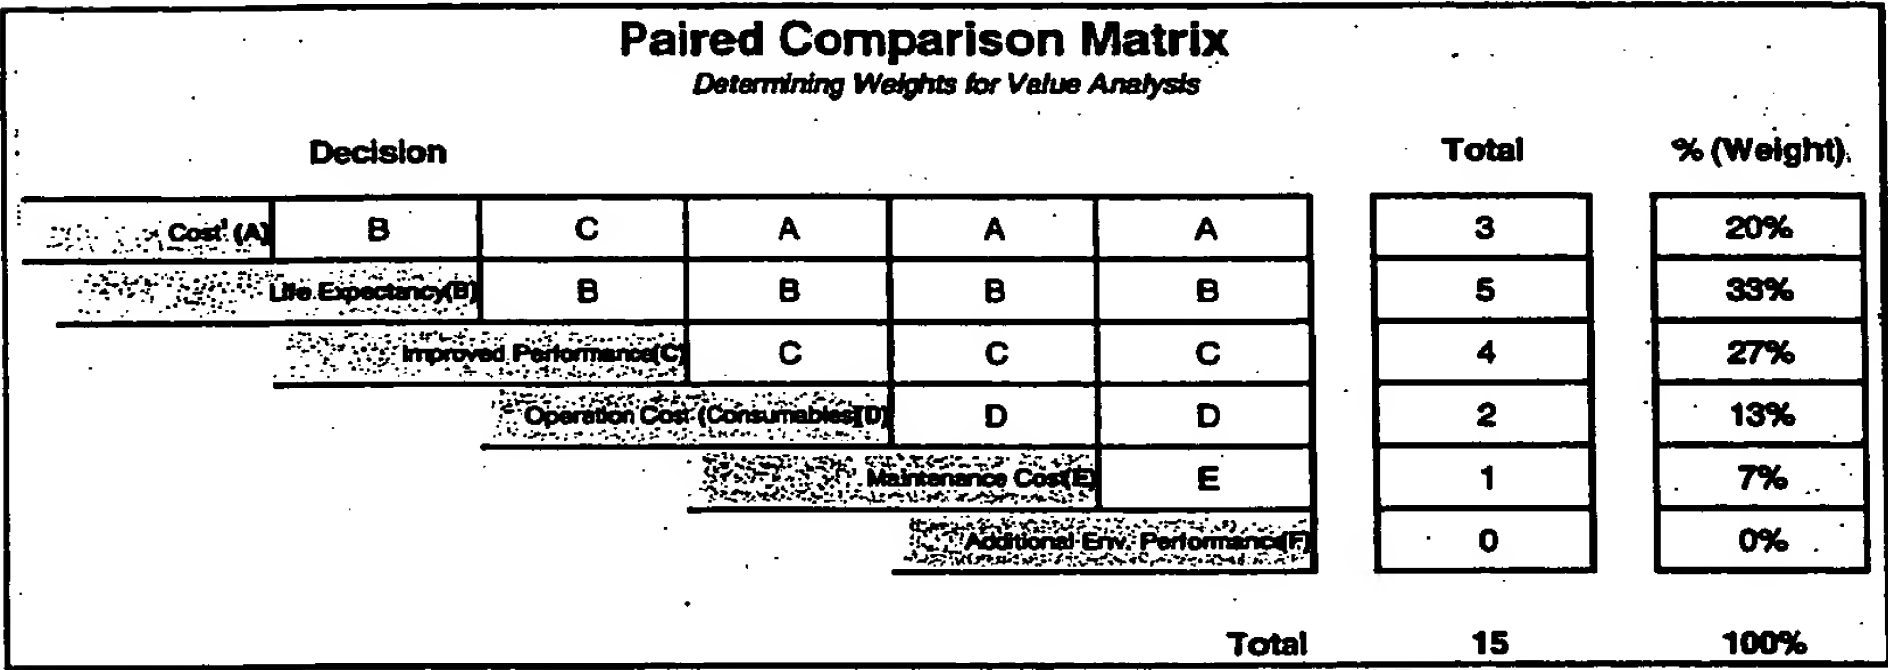 Paired Comparison Matrix
Determining Weights for Value Analysis
Decision Total % (Weight)
Cost (A) B C A A A 3 20%
Life Expectancy(B) B B B B 5 33%
Improved Performance(C) C C C 4 27%
Operation Cost (Consumables)(D) D D 2 13%
Maintenance Cost(E) E 1 7%
Additional Env. Performance(F) 0 0%
Total 15 100%